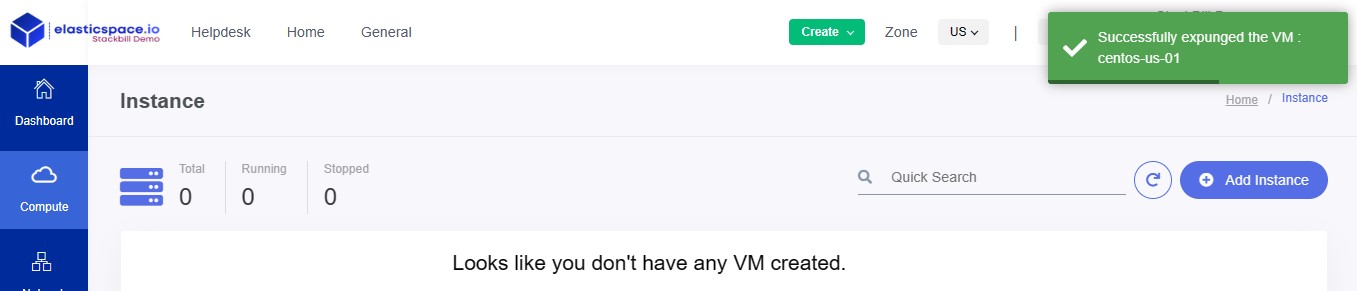 elasticspace.io
Stackbill Demo
Helpdesk
Home
General
Create
Zone
US
|
Successfully expunged the VM :
centos-us-01
Dashboard
Compute
Instance
Home / Instance
Total
0
Running
0
Stopped
0
Quick Search
Add Instance
Looks like you don't have any VM created.